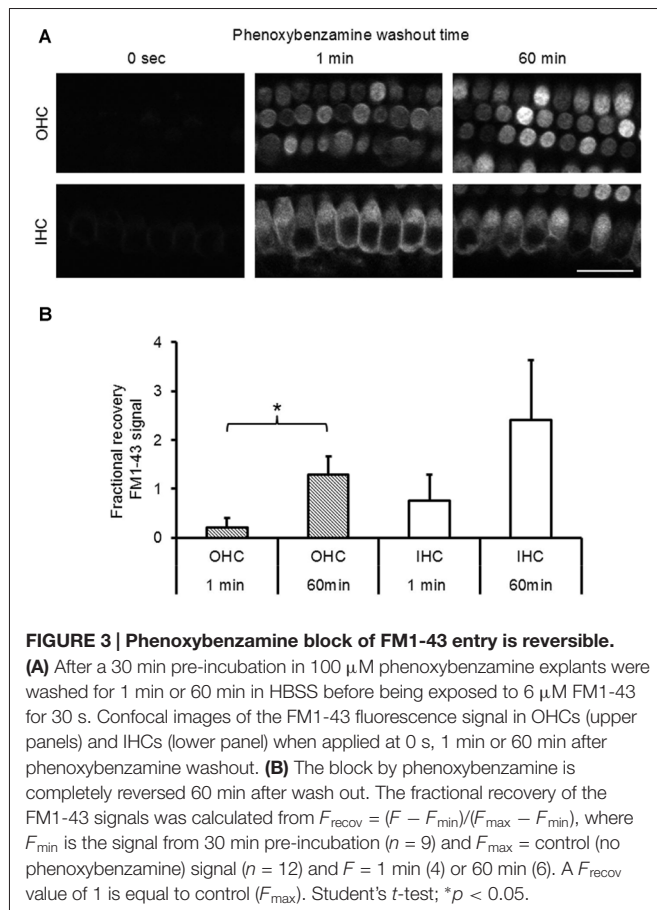 A
Phenoxybenzamine washout time
0 sec
1 min
60 min
OHC
IHC
B
Fractional recovery
FM1-43 signal
4
3
2
1
0
*
OHC
OHC
IHC
IHC
1 min
60min
1 min
60min
FIGURE 3 | Phenoxybenzamine block of FM1-43 entry is reversible.
(A) After a 30 min pre-incubation in 100 μM phenoxybenzamine explants were
washed for 1 min or 60 min in HBSS before being exposed to 6 μM FM1-43
for 30 s. Confocal images of the FM1-43 fluorescence signal in OHCs (upper
panels) and IHCs (lower panel) when applied at 0 s, 1 min or 60 min after
phenoxybenzamine washout. (B) The block by phenoxybenzamine is
completely reversed 60 min after wash out. The fractional recovery of the
FM1-43 signals was calculated from Frecov = (F − Fmin)/(Fmax − Fmin), where
Fmin is the signal from 30 min pre-incubation (n = 9) and Fmax = control (no
phenoxybenzamine) signal (n = 12) and F = 1 min (4) or 60 min (6). A Frecov
value of 1 is equal to control (Fmax). Student's t-test; *p < 0.05.